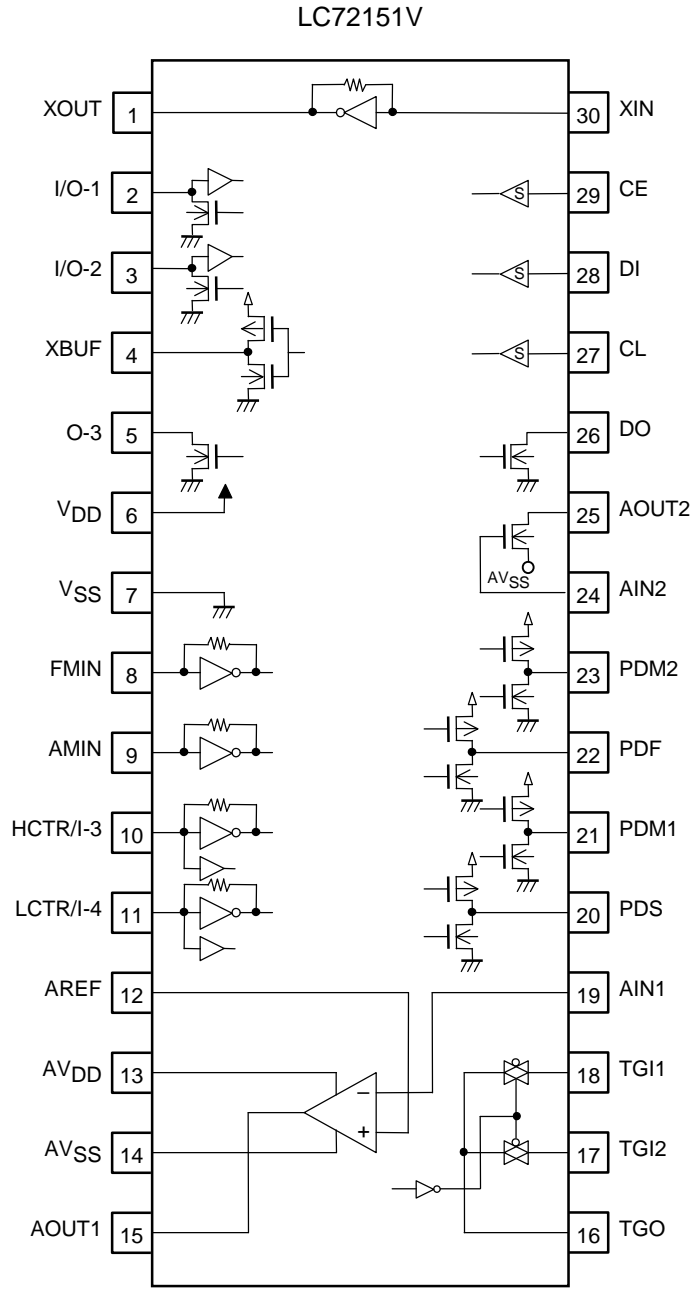 LC72151V
XOUT 1 30 XIN
I/O-1 2 S 29 CE
I/O-2 3 S 28 DI
XBUF 4 S 27 CL
O-3 5 26 DO
VDD 6 25 AOUT2
AVSS
VSS 7 24 AIN2
FMIN 8 23 PDM2
AMIN 9 22 PDF
HCTR/I-3 10 21 PDM1
LCTR/I-4 11 20 PDS
AREF 12 19 AIN1
AVDD 13 − 18 TGI1
AVSS 14 + 17 TGI2
AOUT1 15 16 TGO